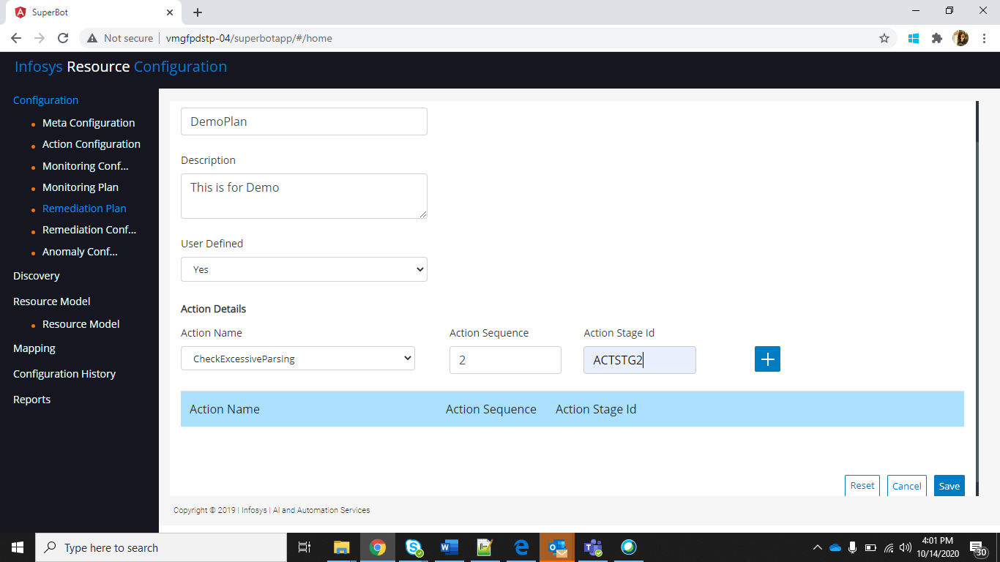 SuperBot
Not secure
vmgfpdstp-04/superbotapp/#/home
Infosys Resource Configuration
Configuration
Meta Configuration
Action Configuration
Monitoring Conf...
Monitoring Plan
Remediation Plan
Remediation Conf...
Anomaly Conf...
Discovery
Resource Model
Resource Model
Mapping
Configuration History
Reports
DemoPlan
Description
This is for Demo
User Defined
Yes
Action Details
Action Name Action Sequence Action Stage Id
CheckExcessiveParsing 2 ACTSTG2
Action Name Action Sequence Action Stage Id
Reset Cancel Save
Copyright © 2019 | Infosys | AI and Automation Services
Type here to search
4:01 PM
10/14/2020
30